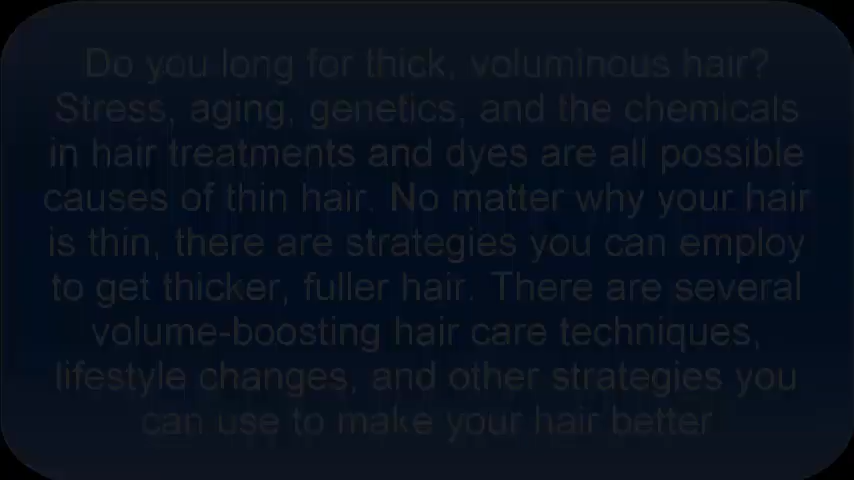 Do you long for thick, voluminous hair?
Stress, aging, genetics, and the chemicals
in hair treatments and dyes are all possible
causes of thin hair. No matter why your hair
is thin, there are strategies you can employ
to get thicker, fuller hair. There are several
volume-boosting hair care techniques,
lifestyle changes, and other strategies you
can use to make your hair better